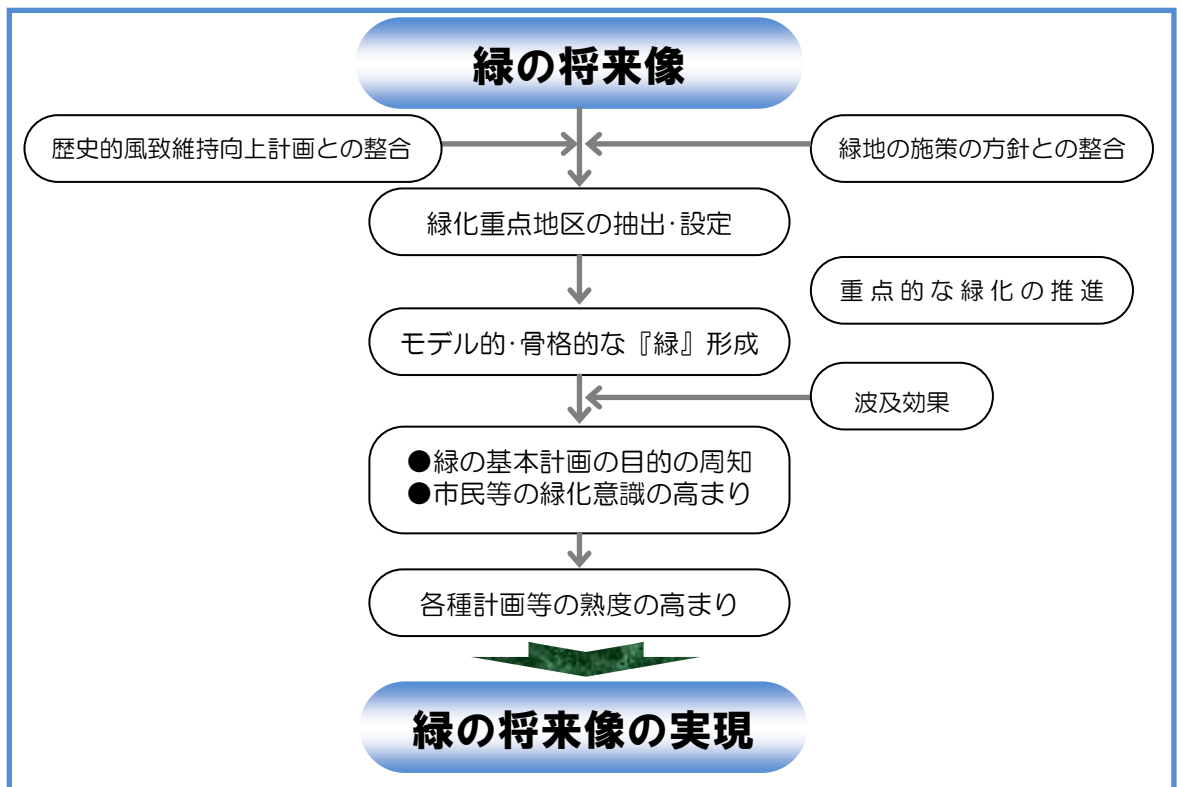 緑の将来像
歴史的風致維持向上計画との整合
緑地の施策の方針との整合
緑化重点地区の抽出・設定
重点的な緑化の推進
モデル的・骨格的な『緑』形成
波及効果
●緑の基本計画の目的の周知
●市民等の緑化意識の高まり
各種計画等の熟度の高まり
緑の将来像の実現